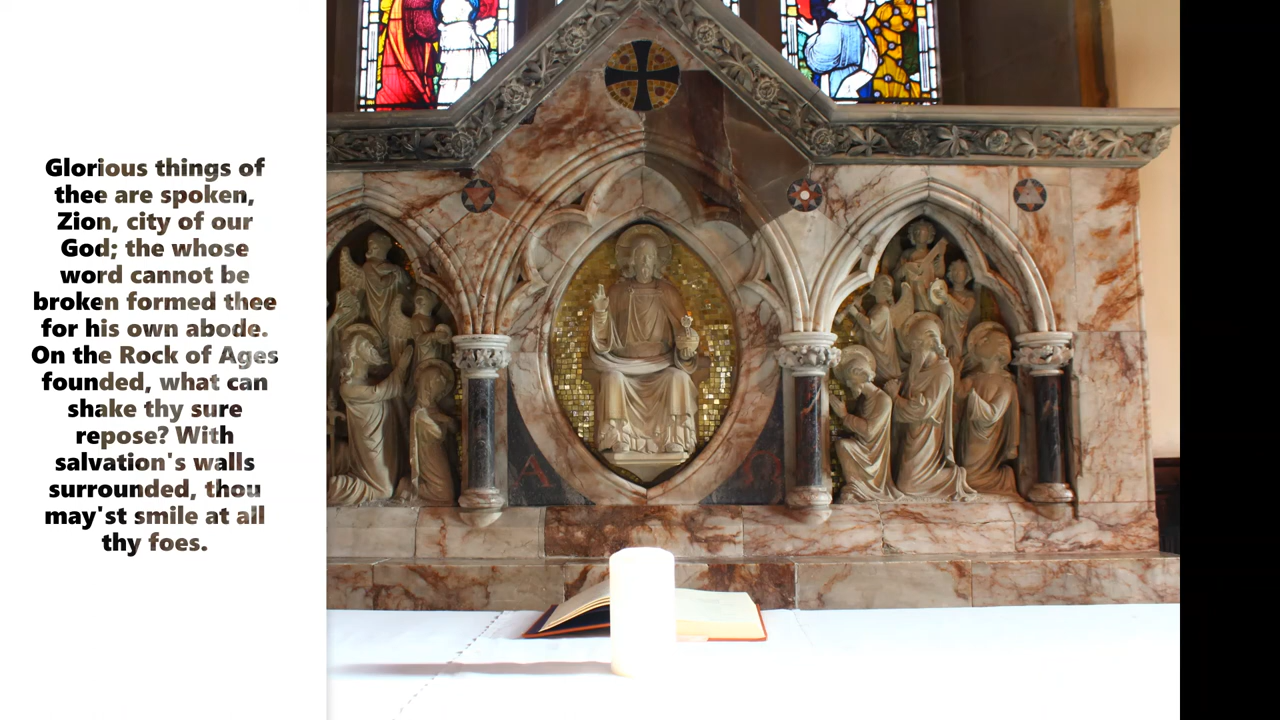 Glorious things of
thee are spoken,
Zion, city of our
God; the whose
word cannot be
broken formed thee
for his own abode.
On the Rock of Ages
founded, what can
shake thy sure
repose? With
salvation's walls
surrounded, thou
may'st smile at all
thy foes.
A Ω